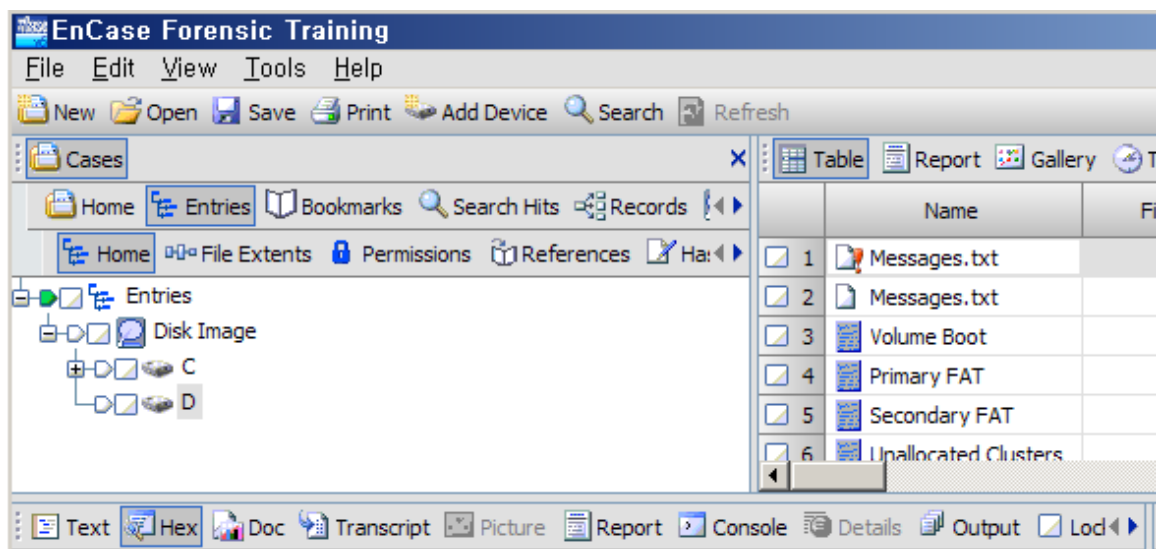 EnCase Forensic Training
File Edit View Tools Help
New Open Save Print Add Device Search Refresh
Cases
Home Entries Bookmarks Search Hits Records
Home File Extents Permissions References Ha
Entries
Disk Image
C
D
Table Report Gallery T
Name Fi
1 Messages.txt
2 Messages.txt
3 Volume Boot
4 Primary FAT
5 Secondary FAT
6 Unallocated Clusters
Text Hex Doc Transcript Picture Report Console Details Output